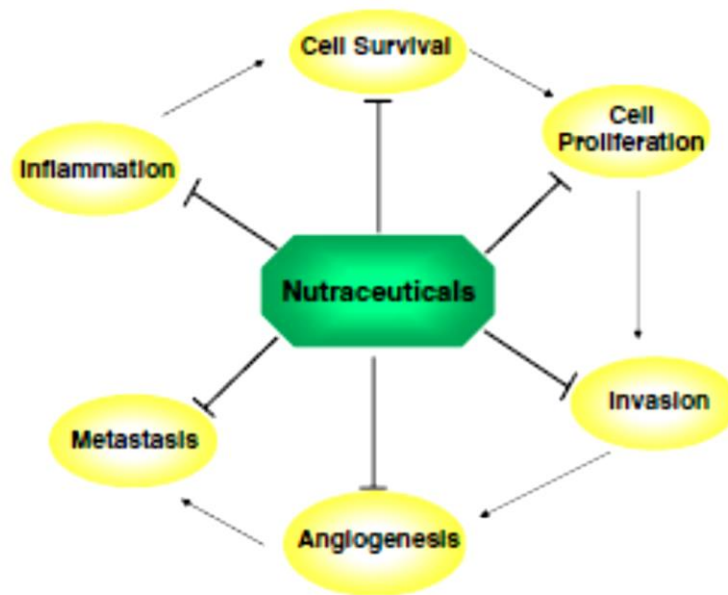 Cell Survival
Cell
Proliferation
Inflammation
Nutraceuticals
Invasion
Metastasis
Angiogenesis